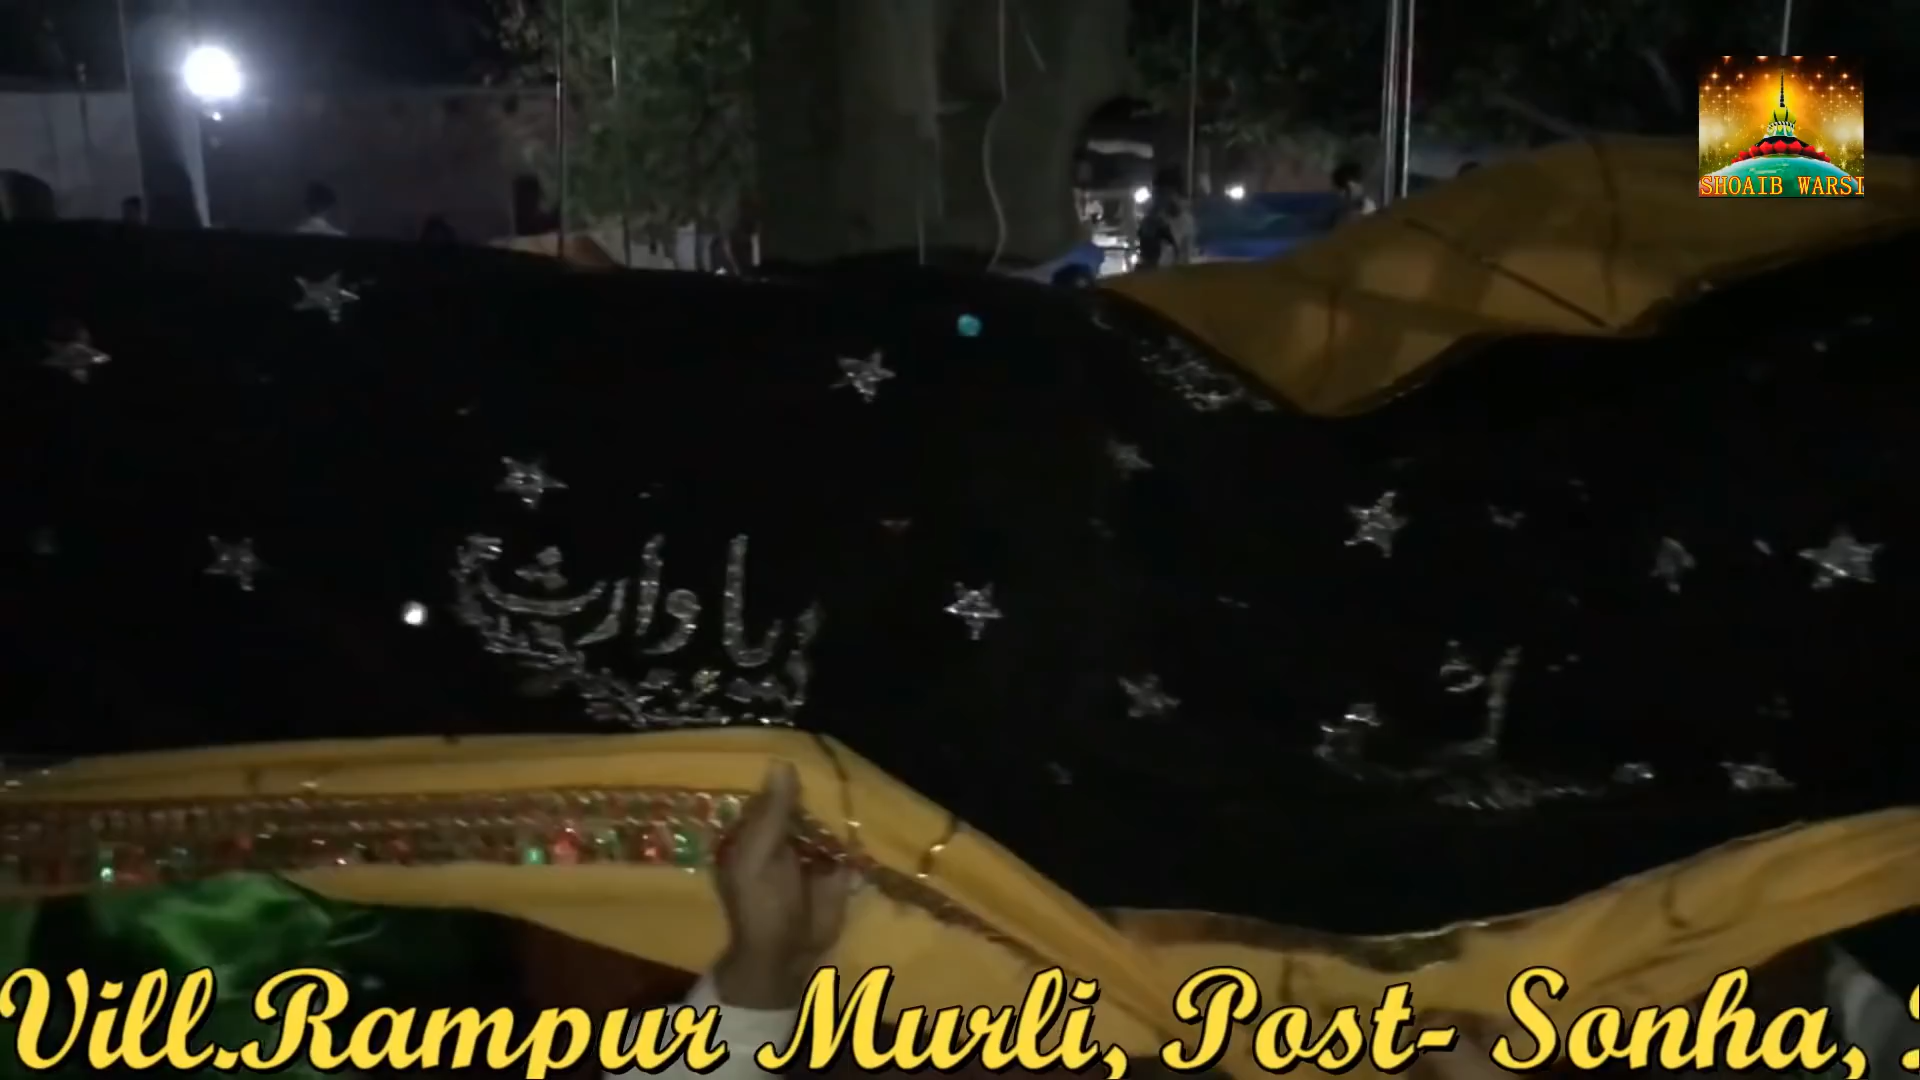 SHOAIB WARSI
یا وارث
Vill.Rampur Murli, Post- Sonha,